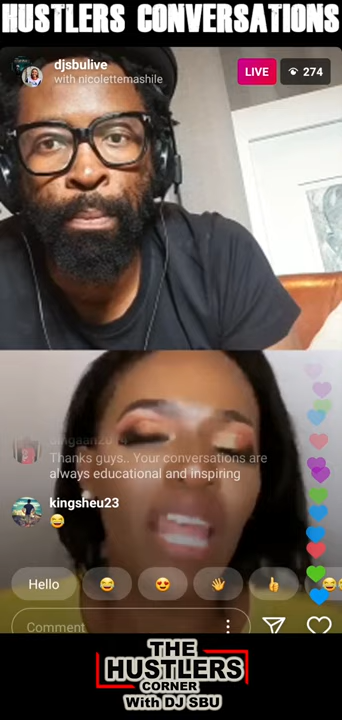 HUSTLERS CONVERSATIONS
djsbulive
with nicolettemashile
LIVE
274
Thanks guys.. Your conversations are
always educational and inspiring
kingsheu23
Hello
Comment
THE
HUSTLERS
CORNER
With DJ SBU